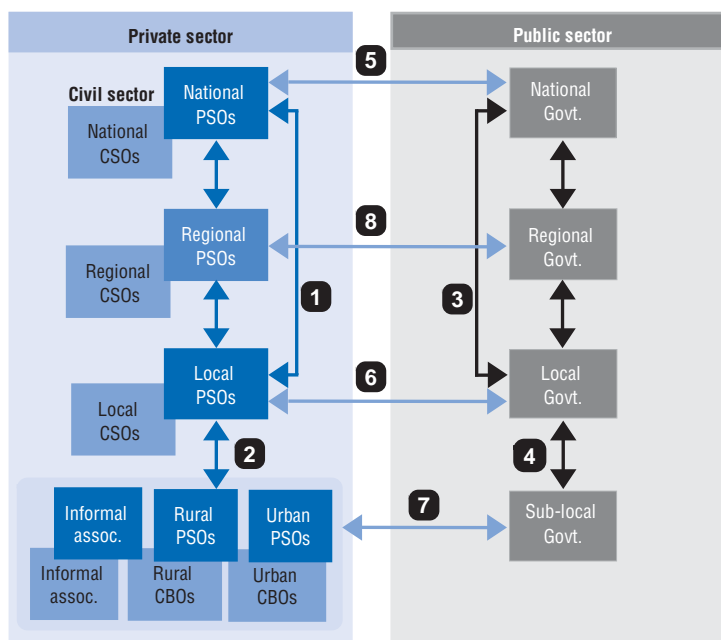 Private sector
Public sector
5
Civil sector
National
PSOs
National
Govt.
National
CSOs
8
Regional
PSOs
Regional
Govt.
Regional
CSOs
1
3
Local
PSOs
6
Local
Govt.
Local
CSOs
2
4
7
Informal
assoc.
Rural
PSOs
Urban
PSOs
Sub-local
Govt.
Informal
assoc.
Rural
CBOs
Urban
CBOs